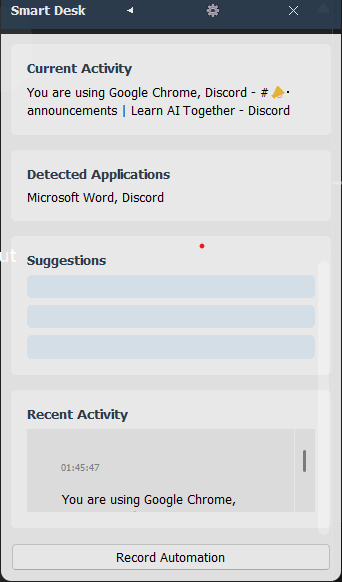 Smart Desk
Current Activity
You are using Google Chrome, Discord - # 📣・
announcements | Learn AI Together - Discord
Detected Applications
Microsoft Word, Discord
ut
Suggestions
Recent Activity
01:45:47
You are using Google Chrome,
Record Automation